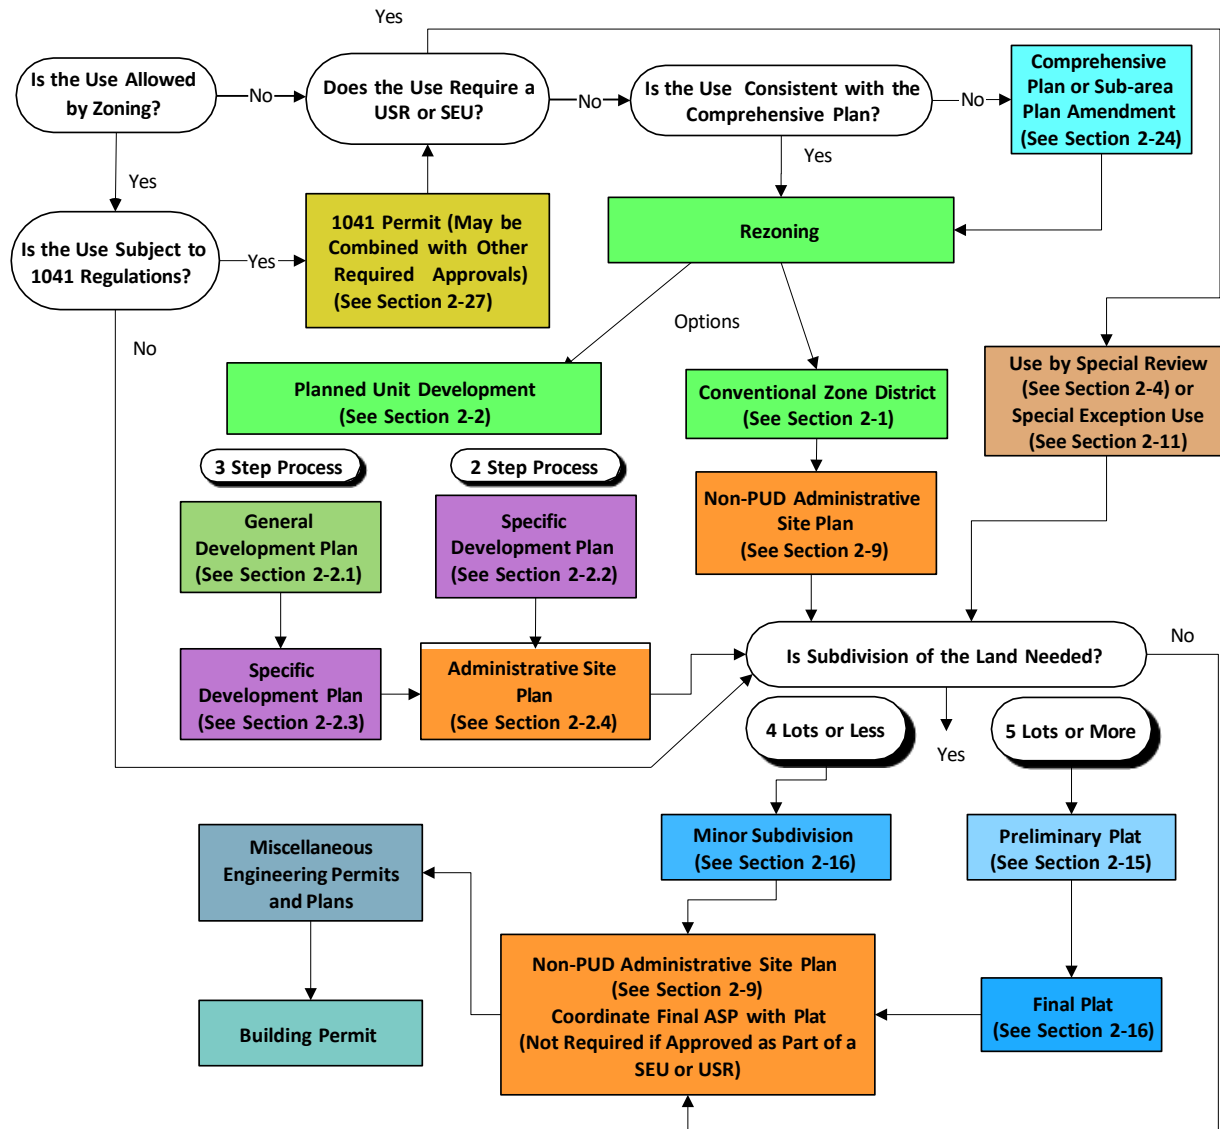 Yes
Is the Use Allowed
by Zoning?
No
Does the Use Require a
USR or SEU?
No
Is the Use Consistent with the
Comprehensive Plan?
No
Comprehensive
Plan or Sub-area
Plan Amendment
(See Section 2-24)
Yes
Yes
Is the Use Subject to
1041 Regulations?
Yes
1041 Permit (May be
Combined with Other
Required Approvals)
(See Section 2-27)
Rezoning
No
Options
Planned Unit Development
(See Section 2-2)
Conventional Zone District
(See Section 2-1)
Use by Special Review
(See Section 2-4) or
Special Exception Use
(See Section 2-11)
3 Step Process
2 Step Process
General
Development Plan
(See Section 2-2.1)
Specific
Development Plan
(See Section 2-2.2)
Non-PUD Administrative
Site Plan
(See Section 2-9)
Specific
Development Plan
(See Section 2-2.3)
Administrative Site
Plan
(See Section 2-2.4)
Is Subdivision of the Land Needed?
No
4 Lots or Less
Yes
5 Lots or More
Minor Subdivision
(See Section 2-16)
Preliminary Plat
(See Section 2-15)
Miscellaneous
Engineering Permits
and Plans
Non-PUD Administrative Site Plan
(See Section 2-9)
Coordinate Final ASP with Plat
(Not Required if Approved as Part of a
SEU or USR)
Final Plat
(See Section 2-16)
Building Permit